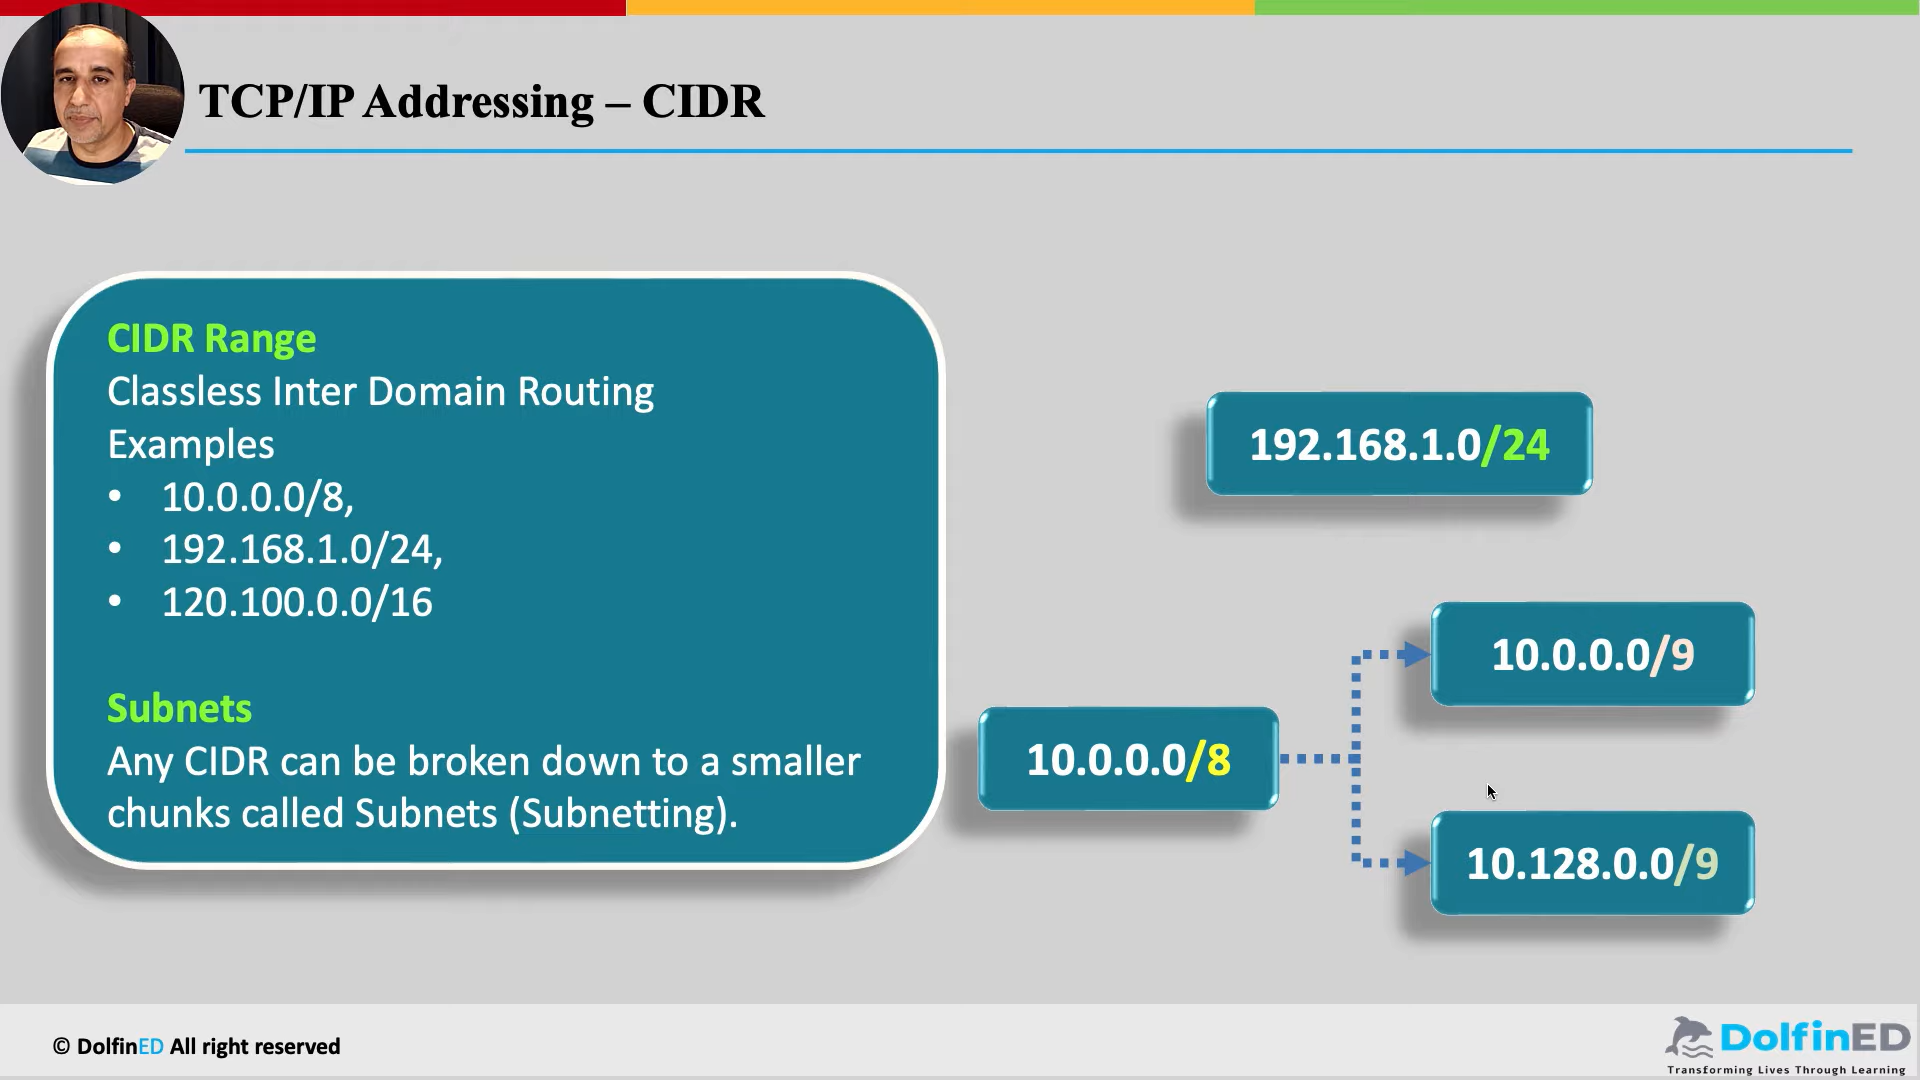 TCP/IP Addressing – CIDR
CIDR Range
Classless Inter Domain Routing
Examples
• 10.0.0.0/8,
• 192.168.1.0/24,
• 120.100.0.0/16
Subnets
Any CIDR can be broken down to a smaller
chunks called Subnets (Subnetting).
192.168.1.0/24
10.0.0.0/8
10.0.0.0/9
10.128.0.0/9
© DolfinED All right reserved
DolfinED
Transforming Lives Through Learning